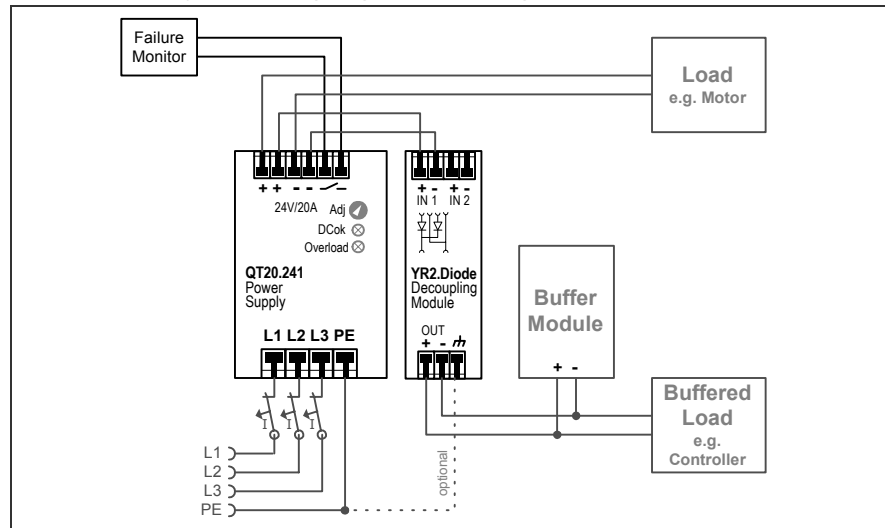 Failure
Monitor
Load
e.g. Motor
+ + - -
24V/20A Adj
DCok
Overload
QT20.241
Power
Supply
L1 L2 L3 PE
+ - + -
IN 1 IN 2
YR2.Diode
Decoupling
Module
OUT
+ -
Buffer
Module
+ -
Buffered
Load
e.g.
Controller
I I I
L1
L2
L3
PE
optional